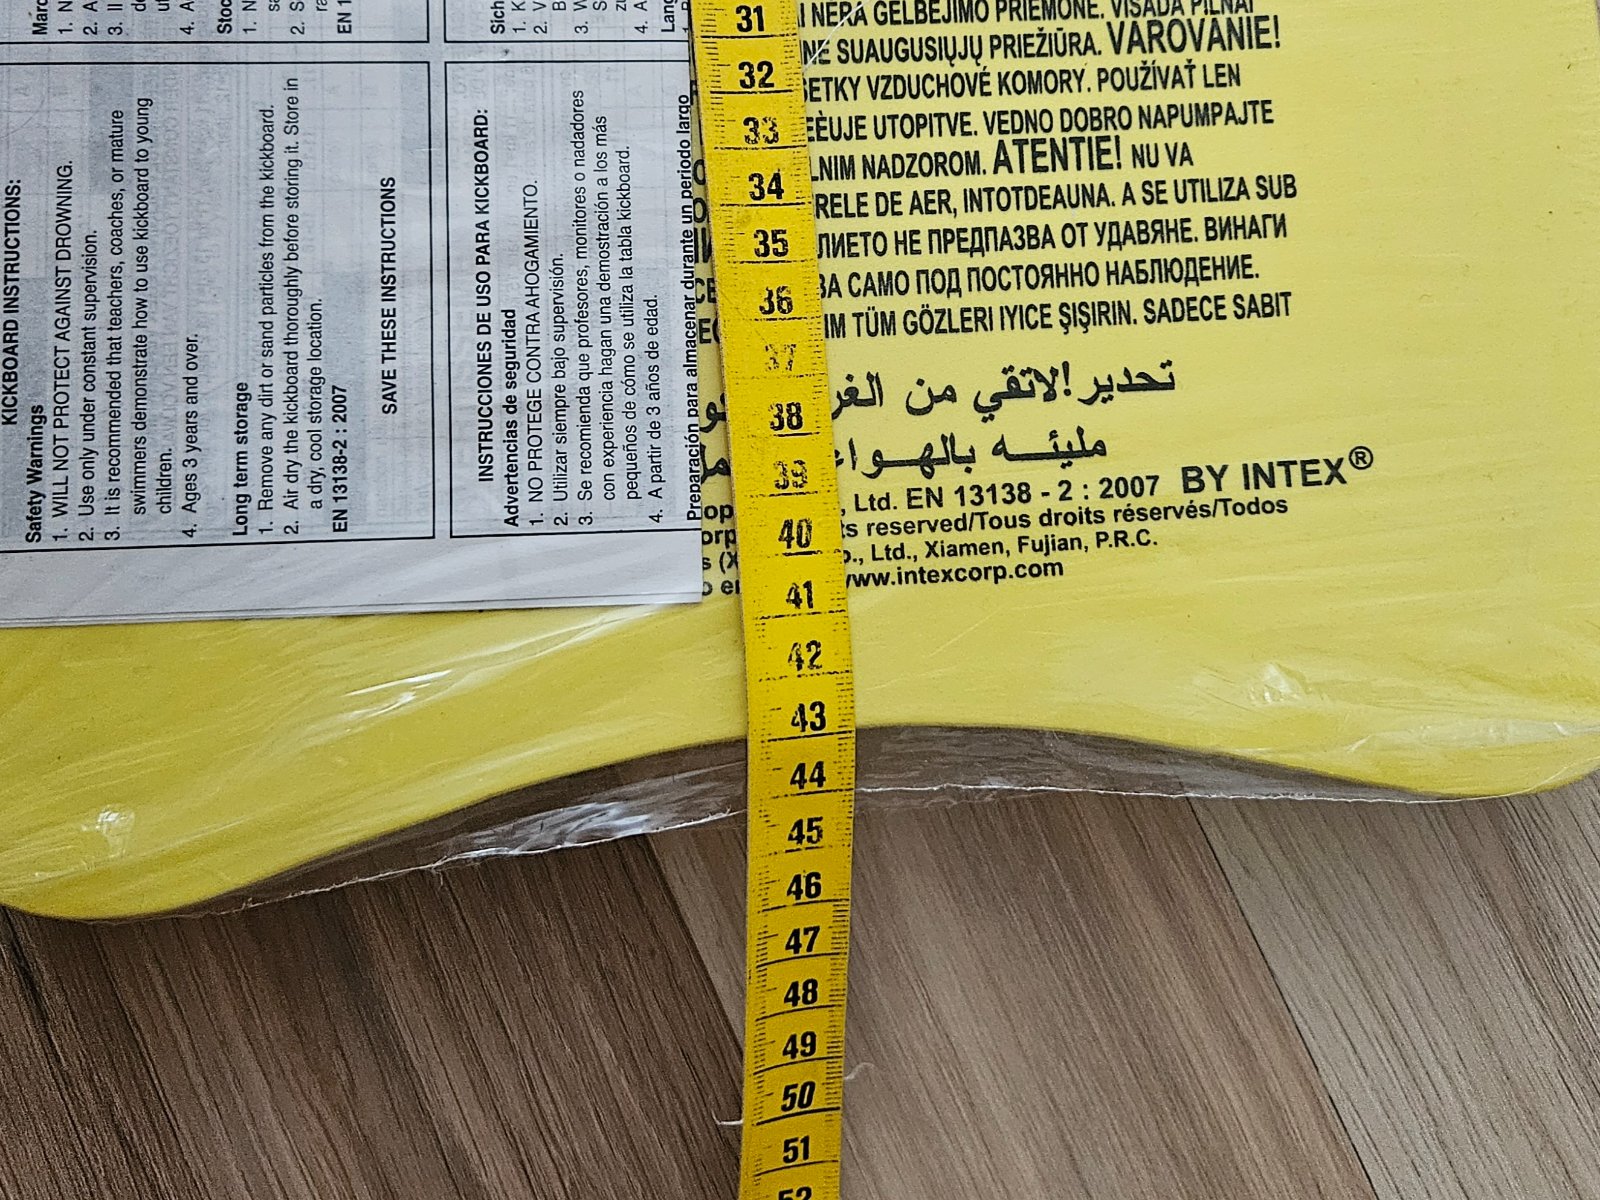 KICKBOARD INSTRUCTIONS:
Safety Warnings
1. WILL NOT PROTECT AGAINST DROWNING.
2. Use only under constant supervision.
3. It is recommended that teachers, coaches, or mature
swimmers demonstrate how to use kickboard to young
children.
4. Ages 3 years and over.
Long term storage
1. Remove any dirt or sand particles from the kickboard.
2. Air dry the kickboard thoroughly before storing it. Store in
a dry, cool storage location.
EN 13138-2 : 2007
SAVE THESE INSTRUCTIONS
INSTRUCCIONES DE USO PARA KICKBOARD:
Advertencias de seguridad
1. NO PROTEGE CONTRA AHOGAMIENTO.
2. Utilizar siempre bajo supervisión.
3. Se recomienda que profesores, monitores o nadadores
con experiencia hagan una demostración a los más
pequeños de cómo se utiliza la tabla kickboard.
4. A partir de 3 años de edad.
Preparación para almacenar durante un periodo largo
31
32
33
34
35
36
37
38
39
40
41
42
43
44
45
46
47
48
49
50
51
52
NERA GELBEJIMO PRIEMONE. VISADA PILNAI
NE SUAUGUSIŲJŲ PRIEŽIŪRA. VAROVANIE!
VZDUCHOVÉ KOMORY. POUŽÍVAŤ LEN
UTOPITVE. VEDNO DOBRO NAPUMPAJTE
NADZOROM. ATENTIE! NU VA
DE AER, INTOTDEAUNA. A SE UTILIZA SUB
НЕ ПРЕДПАЗВА ОТ УДАВЯНЕ. ВИНАГИ
САМО ПОД ПОСТОЯННО НАБЛЮДЕНИЕ.
TÜM GÖZLERI IYICE ŞIŞIRIN. SADECE SABIT
تحدير!لاتقي من
مليئه بالهواء
, Ltd. EN 13138 - 2 : 2007 BY INTEX®
reserved/Tous droits réservés/Todos
Ltd., Xiamen, Fujian, P.R.C.
www.intexcorp.com